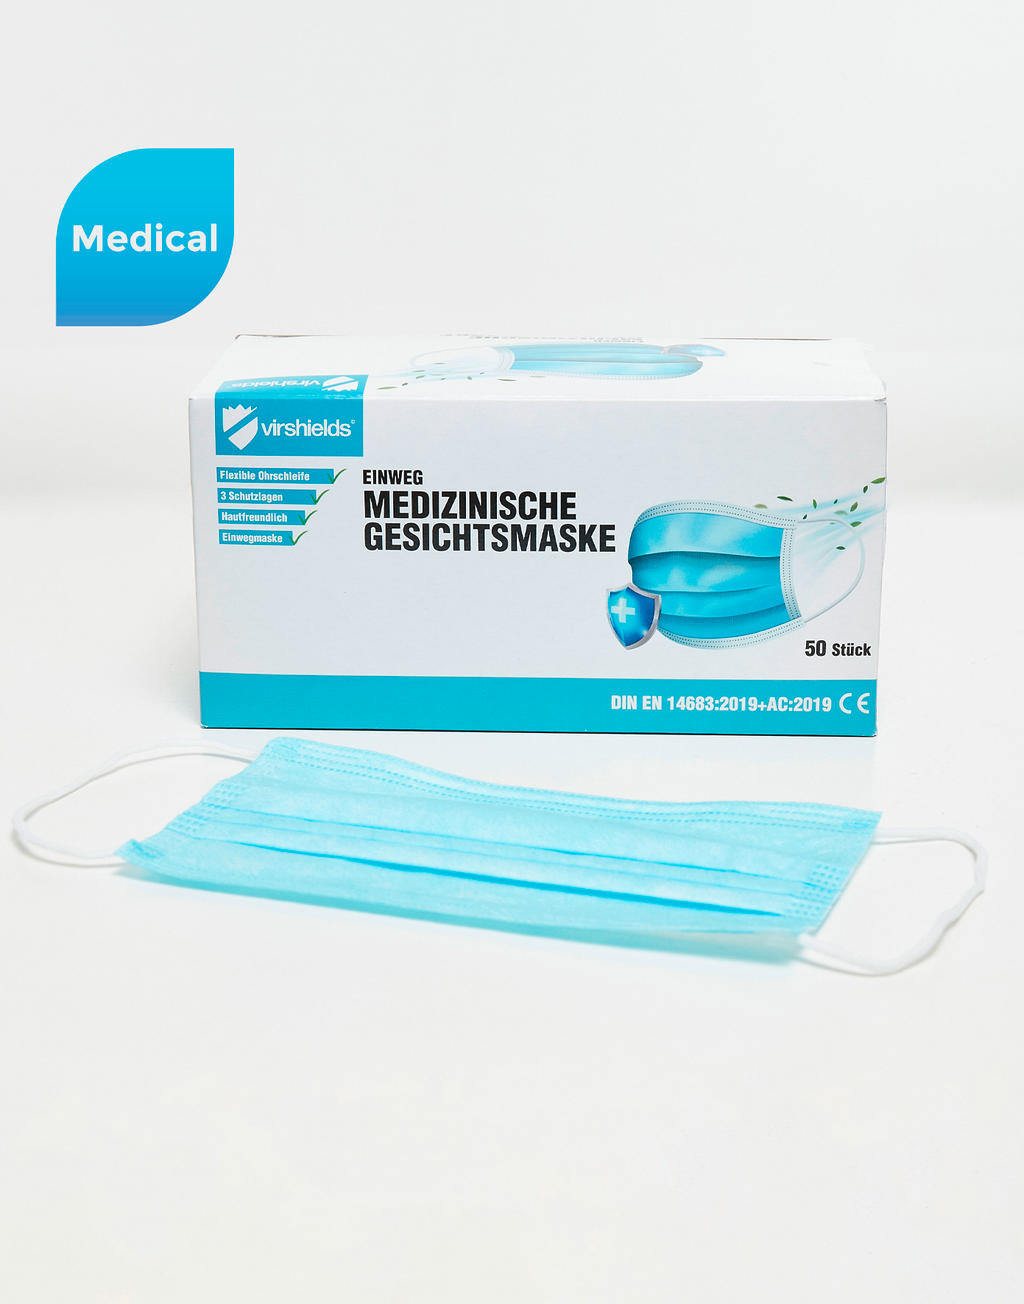 Medical
virshields
virshields©
Flexible Ohrschleife
3 Schutzlagen
Hautfreundlich
Einwegmaske
EINWEG
MEDIZINISCHE
GESICHTSMASKE
50 Stück
DIN EN 14683:2019+AC:2019 CE